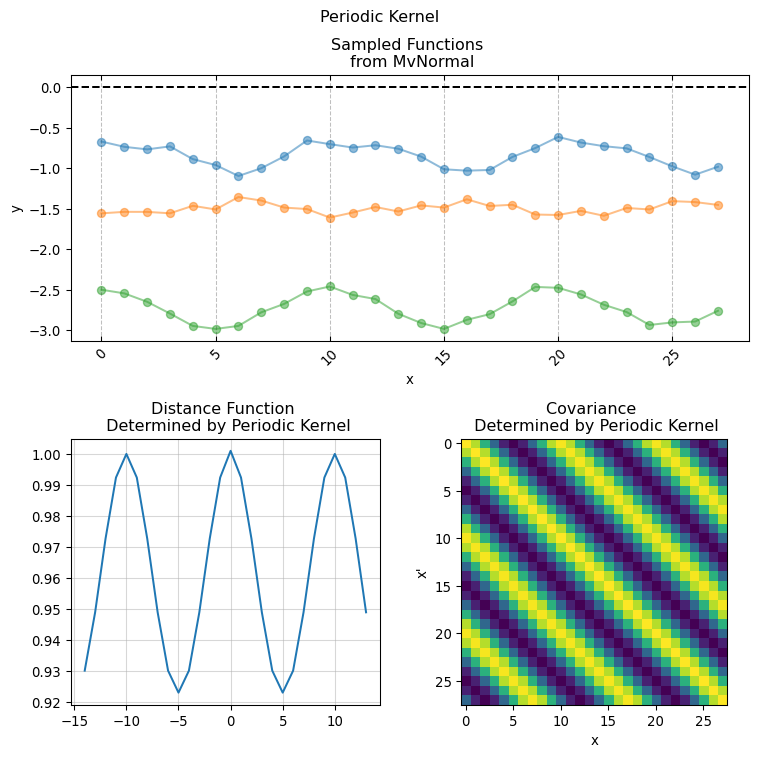 Periodic Kernel
Sampled Functions
from MvNormal
0.0
−0.5
−1.0
−1.5
−2.0
−2.5
−3.0
y
0 5 10 15 20 25
x
Distance Function
Determined by Periodic Kernel
1.00
0.99
0.98
0.97
0.96
0.95
0.94
0.93
0.92
−15 −10 −5 0 5 10
Covariance
Determined by Periodic Kernel
0
5
10
15
20
25
x'
0 5 10 15 20 25
x